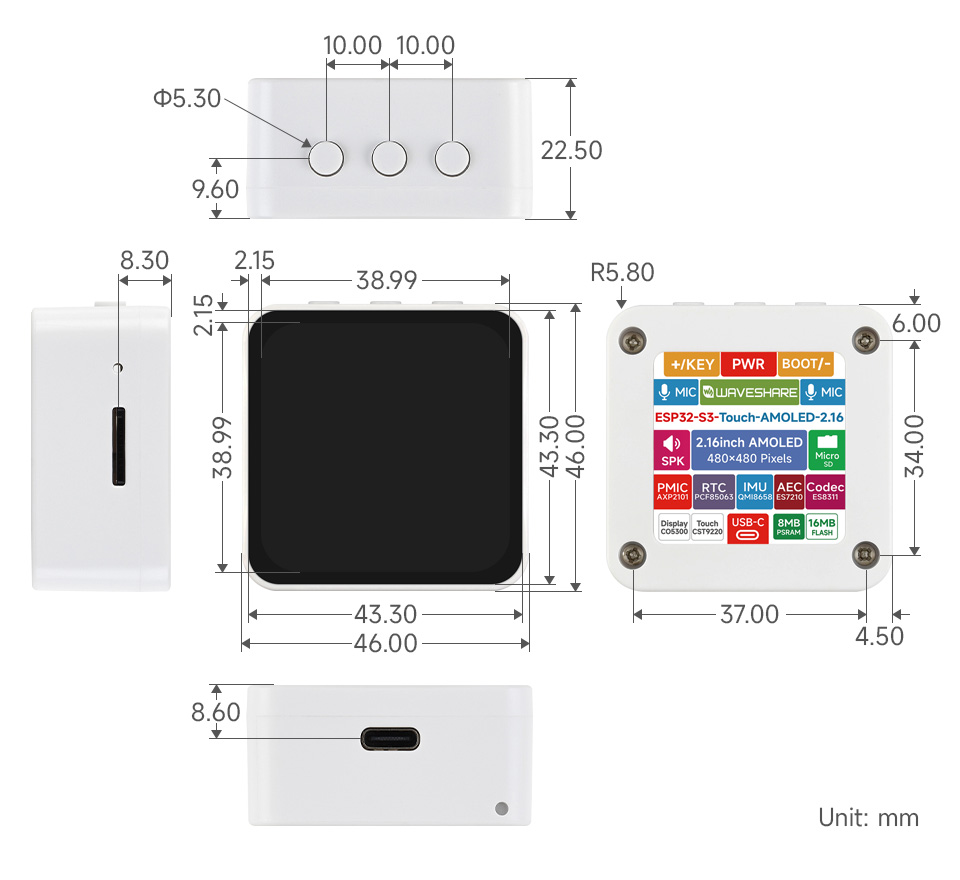 10.00 10.00
Φ5.30
22.50
9.60
8.30
2.15
38.99
R5.80
2.15
6.00
38.99
43.30
46.00
34.00
+/KEY PWR BOOT/-
MIC WAVESHARE MIC
ESP32-S3-Touch-AMOLED-2.16
SPK
2.16inch AMOLED
480×480 Pixels
Micro
SD
PMIC
AXP2101
RTC
PCF85063
IMU
QMI8658
AEC
ES7210
Codec
ES8311
Display
CO5300
Touch
CST9220
USB-C
8MB
PSRAM
16MB
FLASH
43.30
46.00
37.00
4.50
8.60
Unit: mm